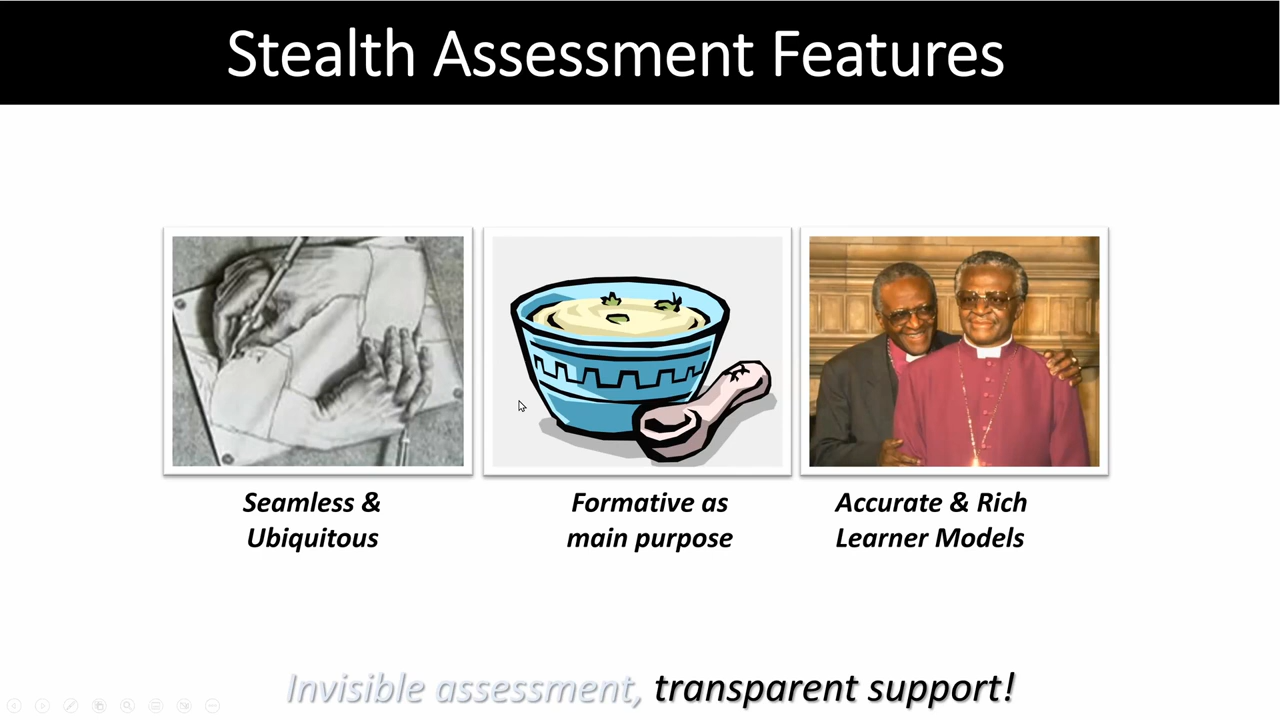 Stealth Assessment Features
Seamless &
Ubiquitous
Formative as
main purpose
Accurate & Rich
Learner Models
Invisible assessment, transparent support!